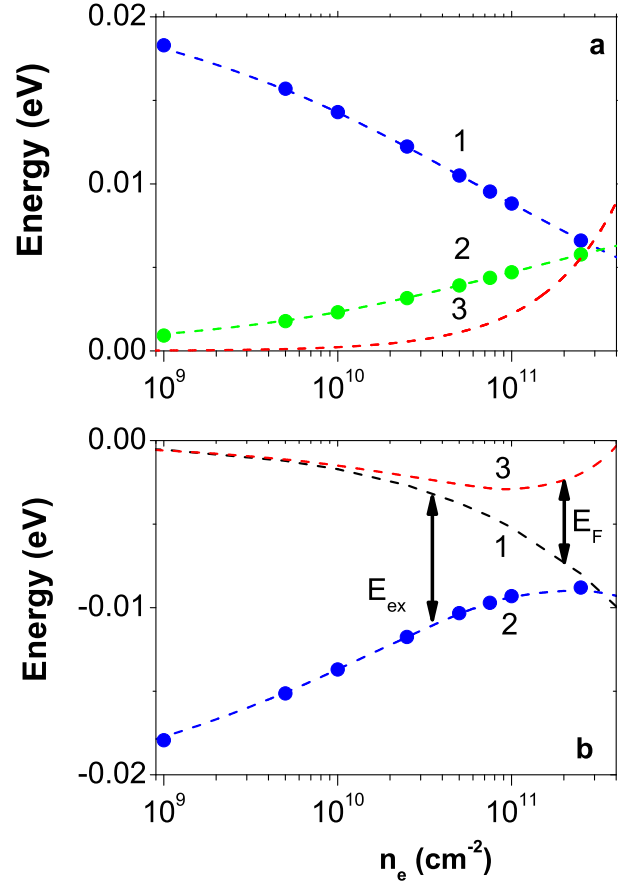 0.02
a
1
Energy (eV)
0.01
2
3
0.00
10^9
10^10
10^11
0.00
3
1
E_F
Energy (eV)
-0.01
E_ex
2
b
-0.02
10^9
10^10
10^11
n_e (cm^-2)